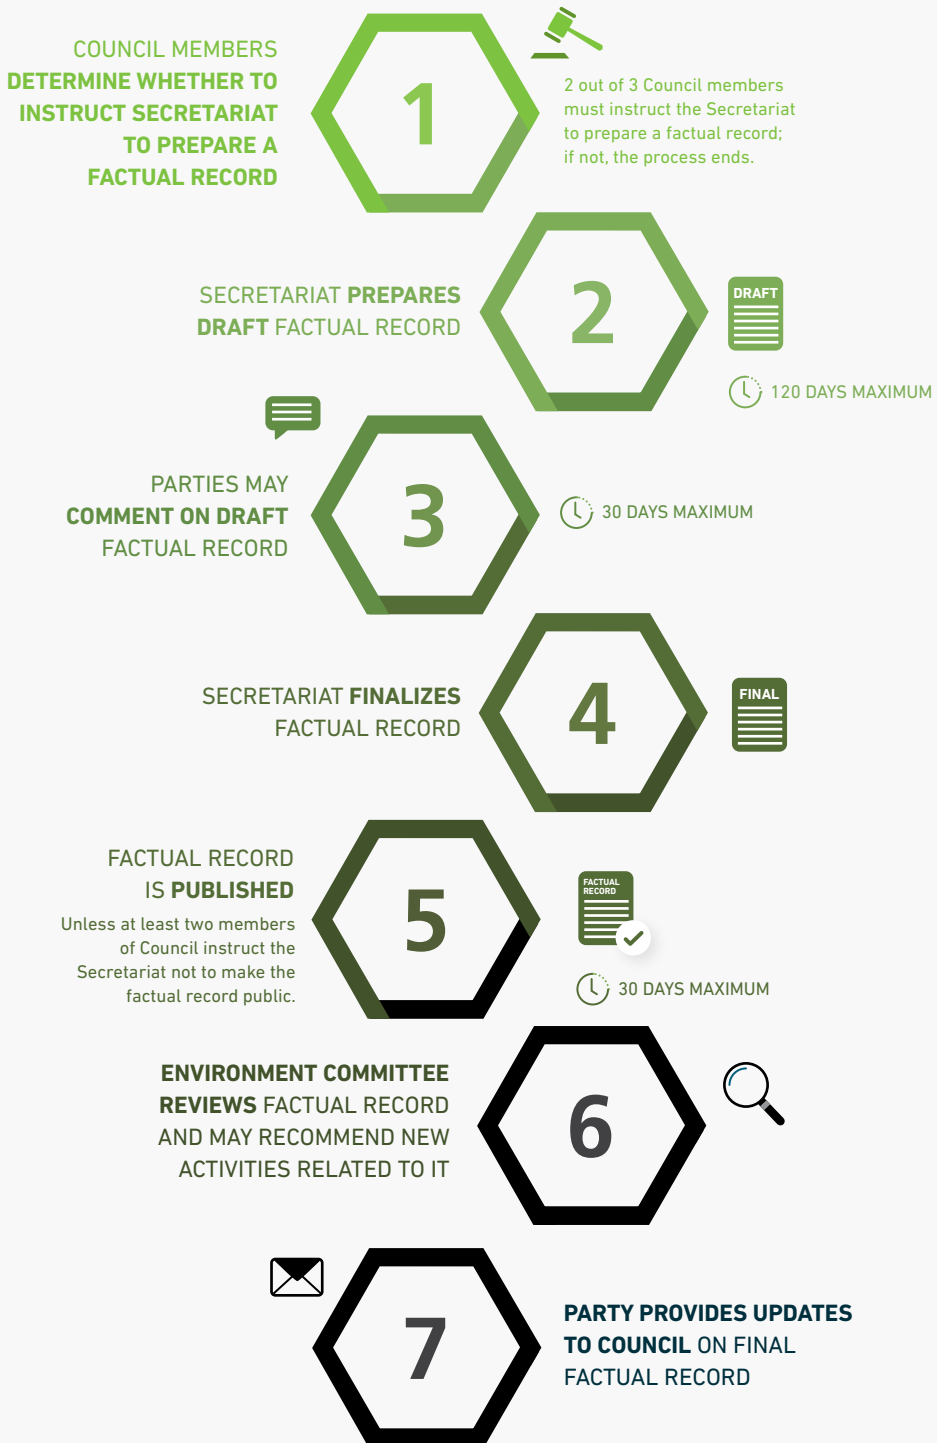 COUNCIL MEMBERS
DETERMINE WHETHER TO
INSTRUCT SECRETARIAT
TO PREPARE A
FACTUAL RECORD
1
2 out of 3 Council members
must instruct the Secretariat
to prepare a factual record;
if not, the process ends.
SECRETARIAT PREPARES
DRAFT FACTUAL RECORD
2
DRAFT
120 DAYS MAXIMUM
PARTIES MAY
COMMENT ON DRAFT
FACTUAL RECORD
3
30 DAYS MAXIMUM
SECRETARIAT FINALIZES
FACTUAL RECORD
4
FINAL
FACTUAL RECORD
IS PUBLISHED
Unless at least two members
of Council instruct the
Secretariat not to make the
factual record public.
5
FACTUAL
RECORD
30 DAYS MAXIMUM
ENVIRONMENT COMMITTEE
REVIEWS FACTUAL RECORD
AND MAY RECOMMEND NEW
ACTIVITIES RELATED TO IT
6
7
PARTY PROVIDES UPDATES
TO COUNCIL ON FINAL
FACTUAL RECORD